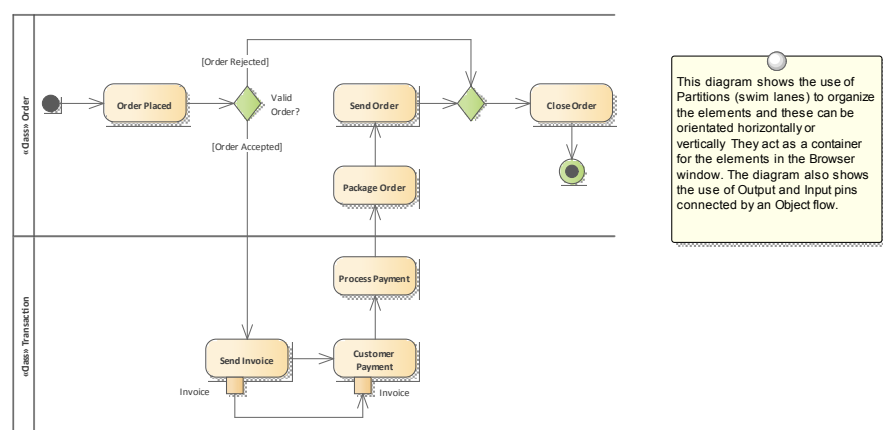 «Class» Order
[Order Rejected]
Order Placed
Valid
Order?
Send Order
Close Order
[Order Accepted]
Package Order
«Class» Transaction
Process Payment
Send Invoice
Customer
Payment
Invoice
Invoice
This diagram shows the use of
Partitions (swim lanes) to organize
the elements and these can be
orientated horizontally or
vertically They act as a container
for the elements in the Browser
window. The diagram also shows
the use of Output and Input pins
connected by an Object flow.